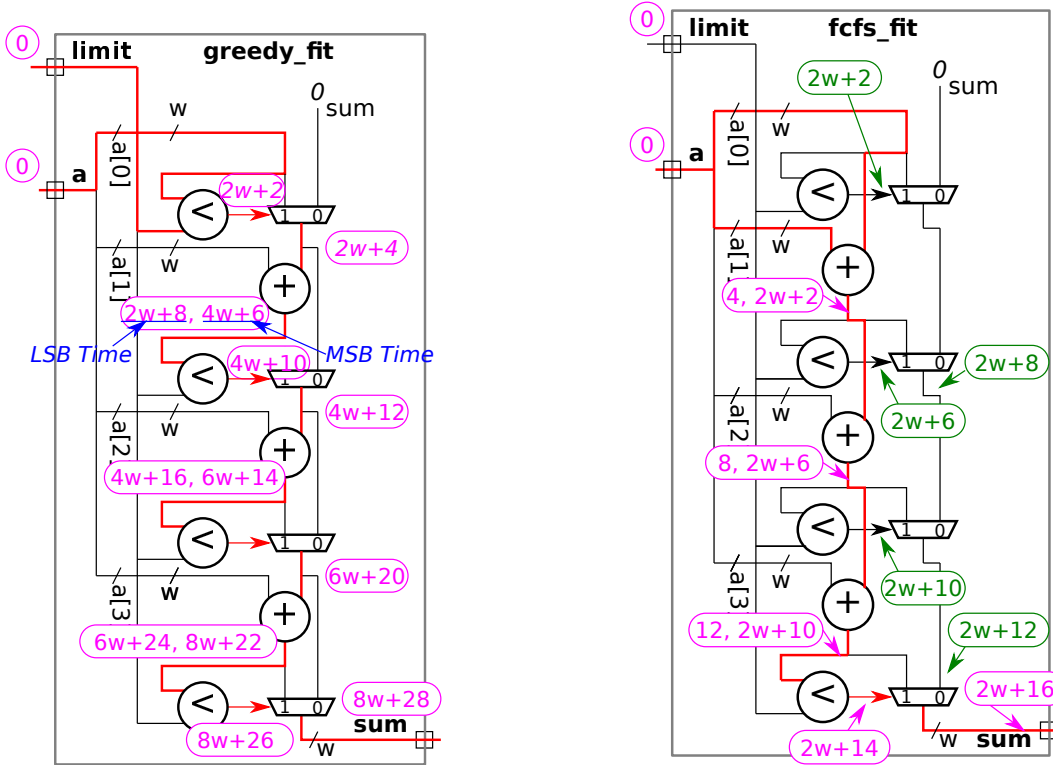 0
limit
greedy_fit
w
0
sum
0
a
a[0]
2w+2
<
1 0
2w+4
w
a[1]
+
2w+8, 4w+6
LSB Time
MSB Time
4w+10
<
1 0
4w+12
w
a[2]
+
4w+16, 6w+14
<
1 0
6w+20
w
a[3]
+
6w+24, 8w+22
<
1 0
8w+28
8w+26
sum
w
0
limit
fcfs_fit
2w+2
0
sum
w
0
a
a[0]
<
1 0
w
a[1]
+
4, 2w+2
<
1 0
2w+8
2w+6
w
a[2]
+
8, 2w+6
<
1 0
2w+10
w
a[3]
+
12, 2w+10
2w+12
<
1 0
2w+16
2w+14
w
sum